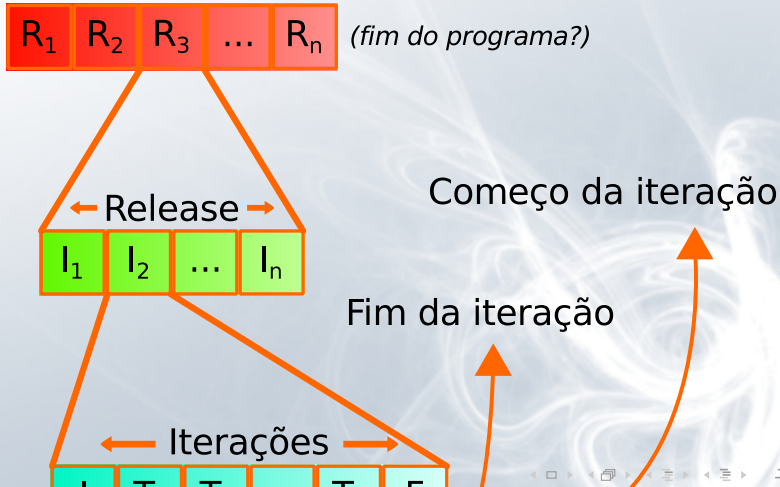 R₁ R₂ R₃ ... Rₙ (fim do programa?)
Começo da iteração
Release
I₁ I₂ ... Iₙ
Fim da iteração
Iterações